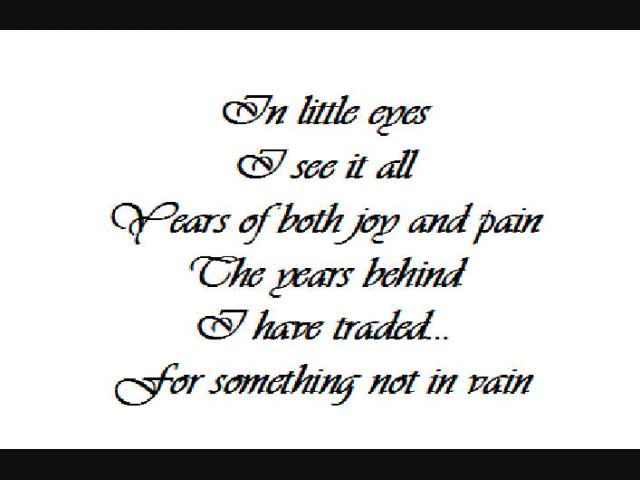 In little eyes
I see it all
Years of both joy and pain
The years behind
I have traded...
For something not in vain